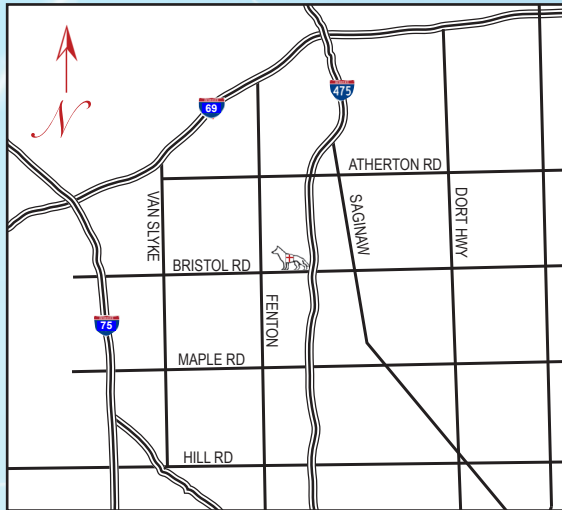 N
69
475
ATHERTON RD
VAN SLYKE
SAGINAW
DORT HWY
BRISTOL RD
FENTON
75
MAPLE RD
HILL RD